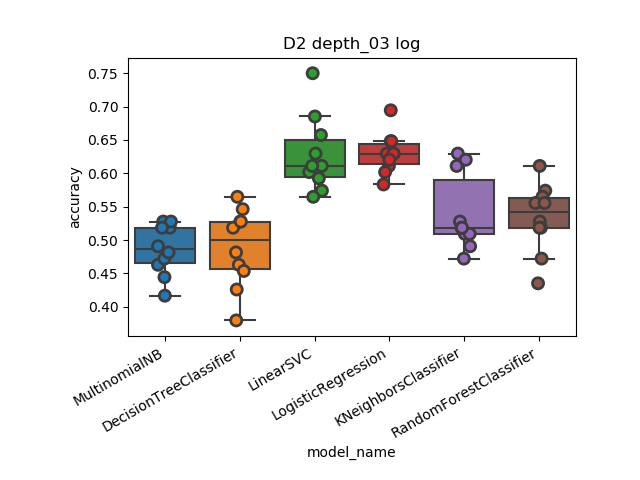 D2 depth_03 log
accuracy
0.75
0.70
0.65
0.60
0.55
0.50
0.45
0.40
MultinomialNB
DecisionTreeClassifier
LinearSVC
LogisticRegression
KNeighborsClassifier
RandomForestClassifier
model_name